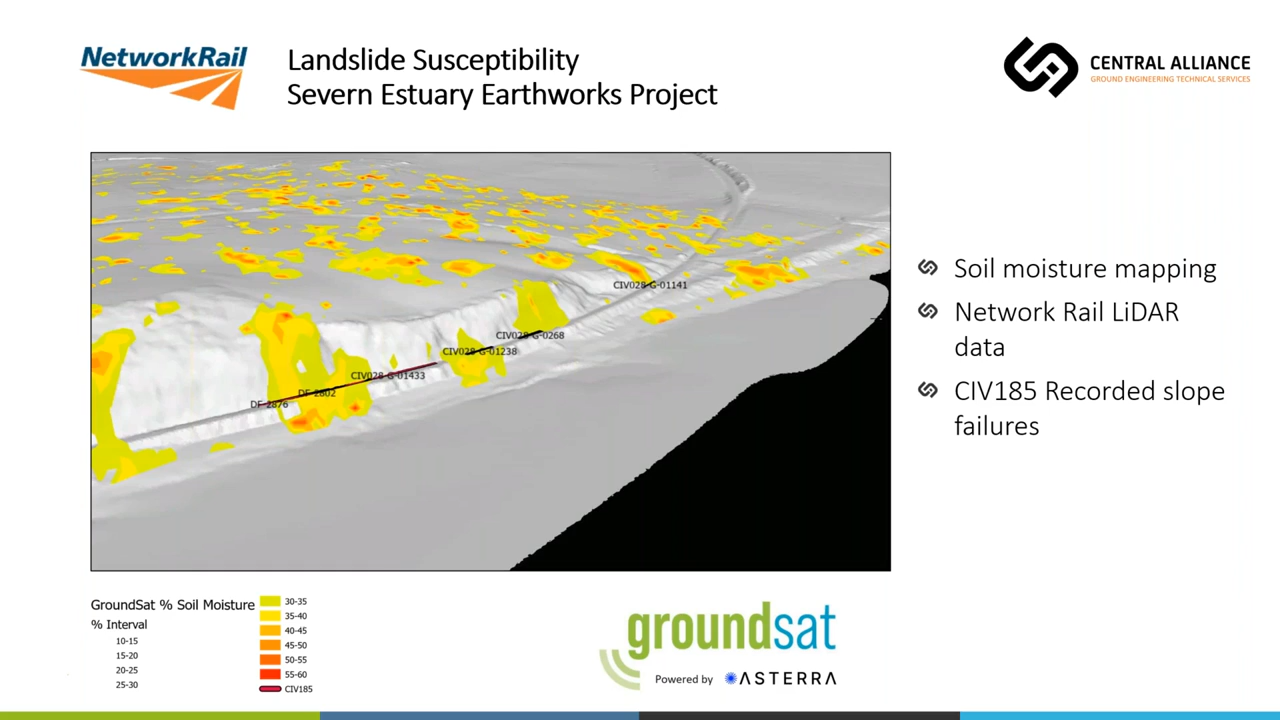 NetworkRail
Landslide Susceptibility
Severn Estuary Earthworks Project
CENTRAL ALLIANCE
GROUND ENGINEERING TECHNICAL SERVICES
CIV028-G-01141
CIV028-G-0268
CIV028-G-01238
CIV028-G-01433
DF-2802
DF-2876
Soil moisture mapping
Network Rail LiDAR
data
CIV185 Recorded slope
failures
GroundSat % Soil Moisture
% Interval
10-15
15-20
20-25
25-30
30-35
35-40
40-45
45-50
50-55
55-60
CIV185
groundsat
Powered by ASTERRA